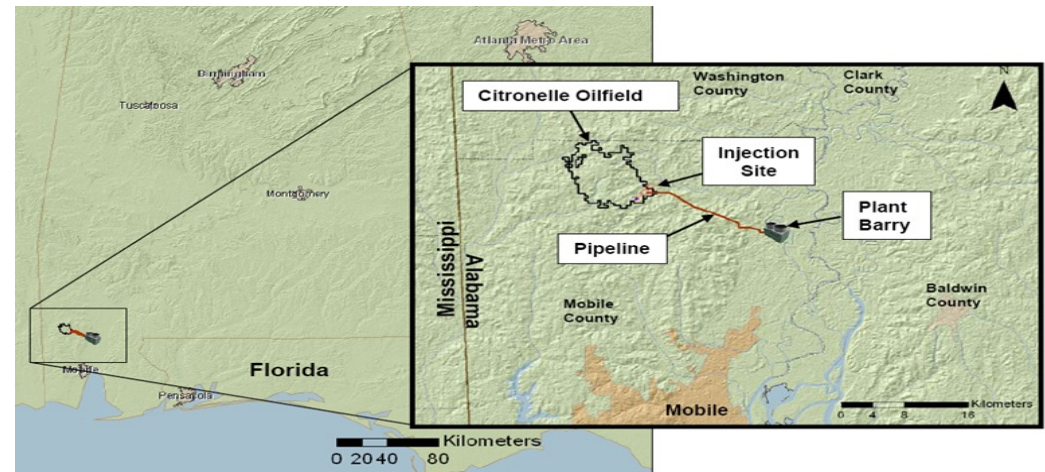 Atlanta Metro Area
Birmingham
Tuscaloosa
Montgomery
Mobile
Pensacola
Florida
Kilometers
0 20 40 80
Washington
County
Clark
County
N
Citronelle Oilfield
Injection
Site
Plant
Barry
Pipeline
Mississippi
Alabama
Mobile
County
Baldwin
County
Mobile
Kilometers
0 4 8 16